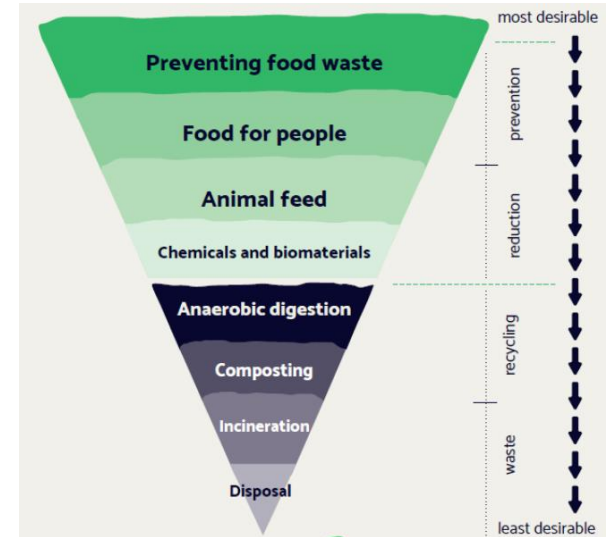 most desirable
Preventing food waste
prevention
Food for people
Animal feed
reduction
Chemicals and biomaterials
Anaerobic digestion
recycling
Composting
Incineration
waste
Disposal
least desirable